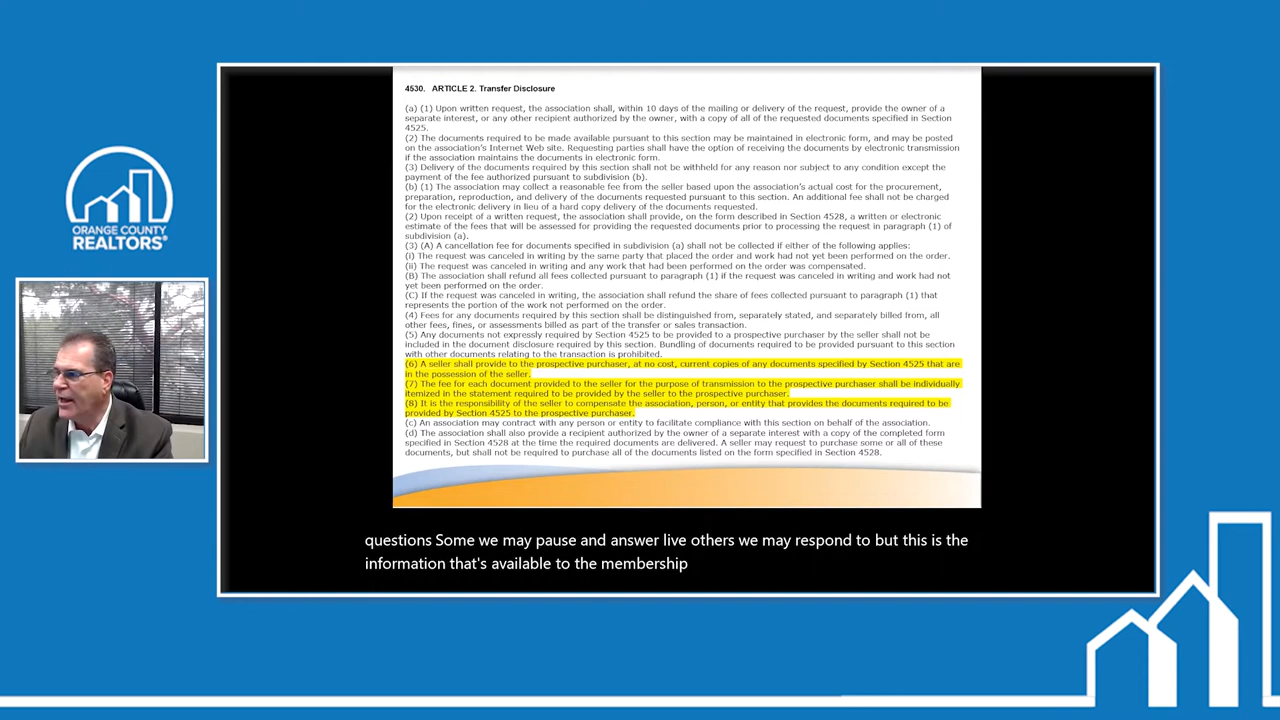 4530. ARTICLE 2. Transfer Disclosure
(a) (1) Upon written request, the association shall, within 10 days of the mailing or delivery of the request, provide the owner of a
separate interest, or any other recipient authorized by the owner, with a copy of all of the requested documents specified in Section
4525.
(2) The documents required to be made available pursuant to this section may be maintained in electronic form, and may be posted
on the association's Internet Web site. Requesting parties shall have the option of receiving the documents by electronic transmission
if the association maintains the documents in electronic form.
(3) Delivery of the documents required by this section shall not be withheld for any reason nor subject to any condition except the
payment of the fee authorized pursuant to subdivision (b).
(b) (1) The association may collect a reasonable fee from the seller based upon the association's actual cost for the procurement,
preparation, reproduction, and delivery of the documents requested pursuant to this section. An additional fee shall not be charged
for the electronic delivery in lieu of a hard copy delivery of the documents requested.
(2) Upon receipt of a written request, the association shall provide, on the form described in Section 4528, a written or electronic
estimate of the fees that will be assessed for providing the requested documents prior to processing the request in paragraph (1) of
subdivision (a).
(3) (A) A cancellation fee for documents specified in subdivision (a) shall not be collected if either of the following applies:
(i) The request was canceled in writing by the same party that placed the order and work had not yet been performed on the order.
(ii) The request was canceled in writing and any work that had been performed on the order was compensated.
(B) The association shall refund all fees collected pursuant to paragraph (1) if the request was canceled in writing and work had not
yet been performed on the order.
(C) If the request was canceled in writing, the association shall refund the share of fees collected pursuant to paragraph (1) that
represents the portion of the work not performed on the order.
(4) Fees for any documents required by this section shall be distinguished from, separately stated, and separately billed from, all
other fees, fines, or assessments billed as part of the transfer or sales transaction.
(5) Any documents not expressly required by Section 4525 to be provided to a prospective purchaser by the seller shall not be
included in the document disclosure required by this section. Bundling of documents required to be provided pursuant to this section
with other documents relating to the transaction is prohibited.
(6) A seller shall provide to the prospective purchaser, at no cost, current copies of any documents specified by Section 4525 that are
in the possession of the seller.
(7) The fee for each document provided to the seller for the purpose of transmission to the prospective purchaser shall be individually
itemized in the statement required to be provided by the seller to the prospective purchaser.
(8) It is the responsibility of the seller to compensate the association, person, or entity that provides the documents required to be
provided by Section 4525 to the prospective purchaser.
(c) An association may contract with any person or entity to facilitate compliance with this section on behalf of the association.
(d) The association shall also provide a recipient authorized by the owner of a separate interest with a copy of the completed form
specified in Section 4528 at the time the required documents are delivered. A seller may request to purchase some or all of these
documents, but shall not be required to purchase all of the documents listed on the form specified in Section 4528.
ORANGE COUNTY
REALTORS®
questions Some we may pause and answer live others we may respond to but this is the
information that's available to the membership